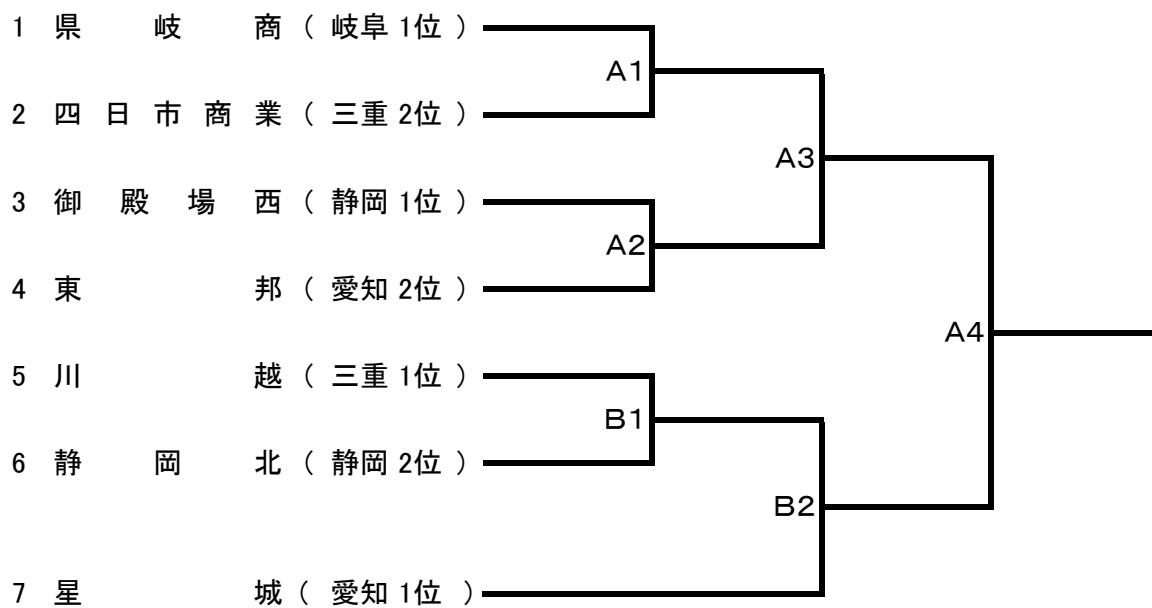 1 県岐商 ( 岐阜 1位 )
A1
2 四日市商業 ( 三重 2位 )
A3
3 御殿場西 ( 静岡 1位 )
A2
4 東邦 ( 愛知 2位 )
A4
5 川越 ( 三重 1位 )
B1
6 静岡北 ( 静岡 2位 )
B2
7 星城 ( 愛知 1位 )